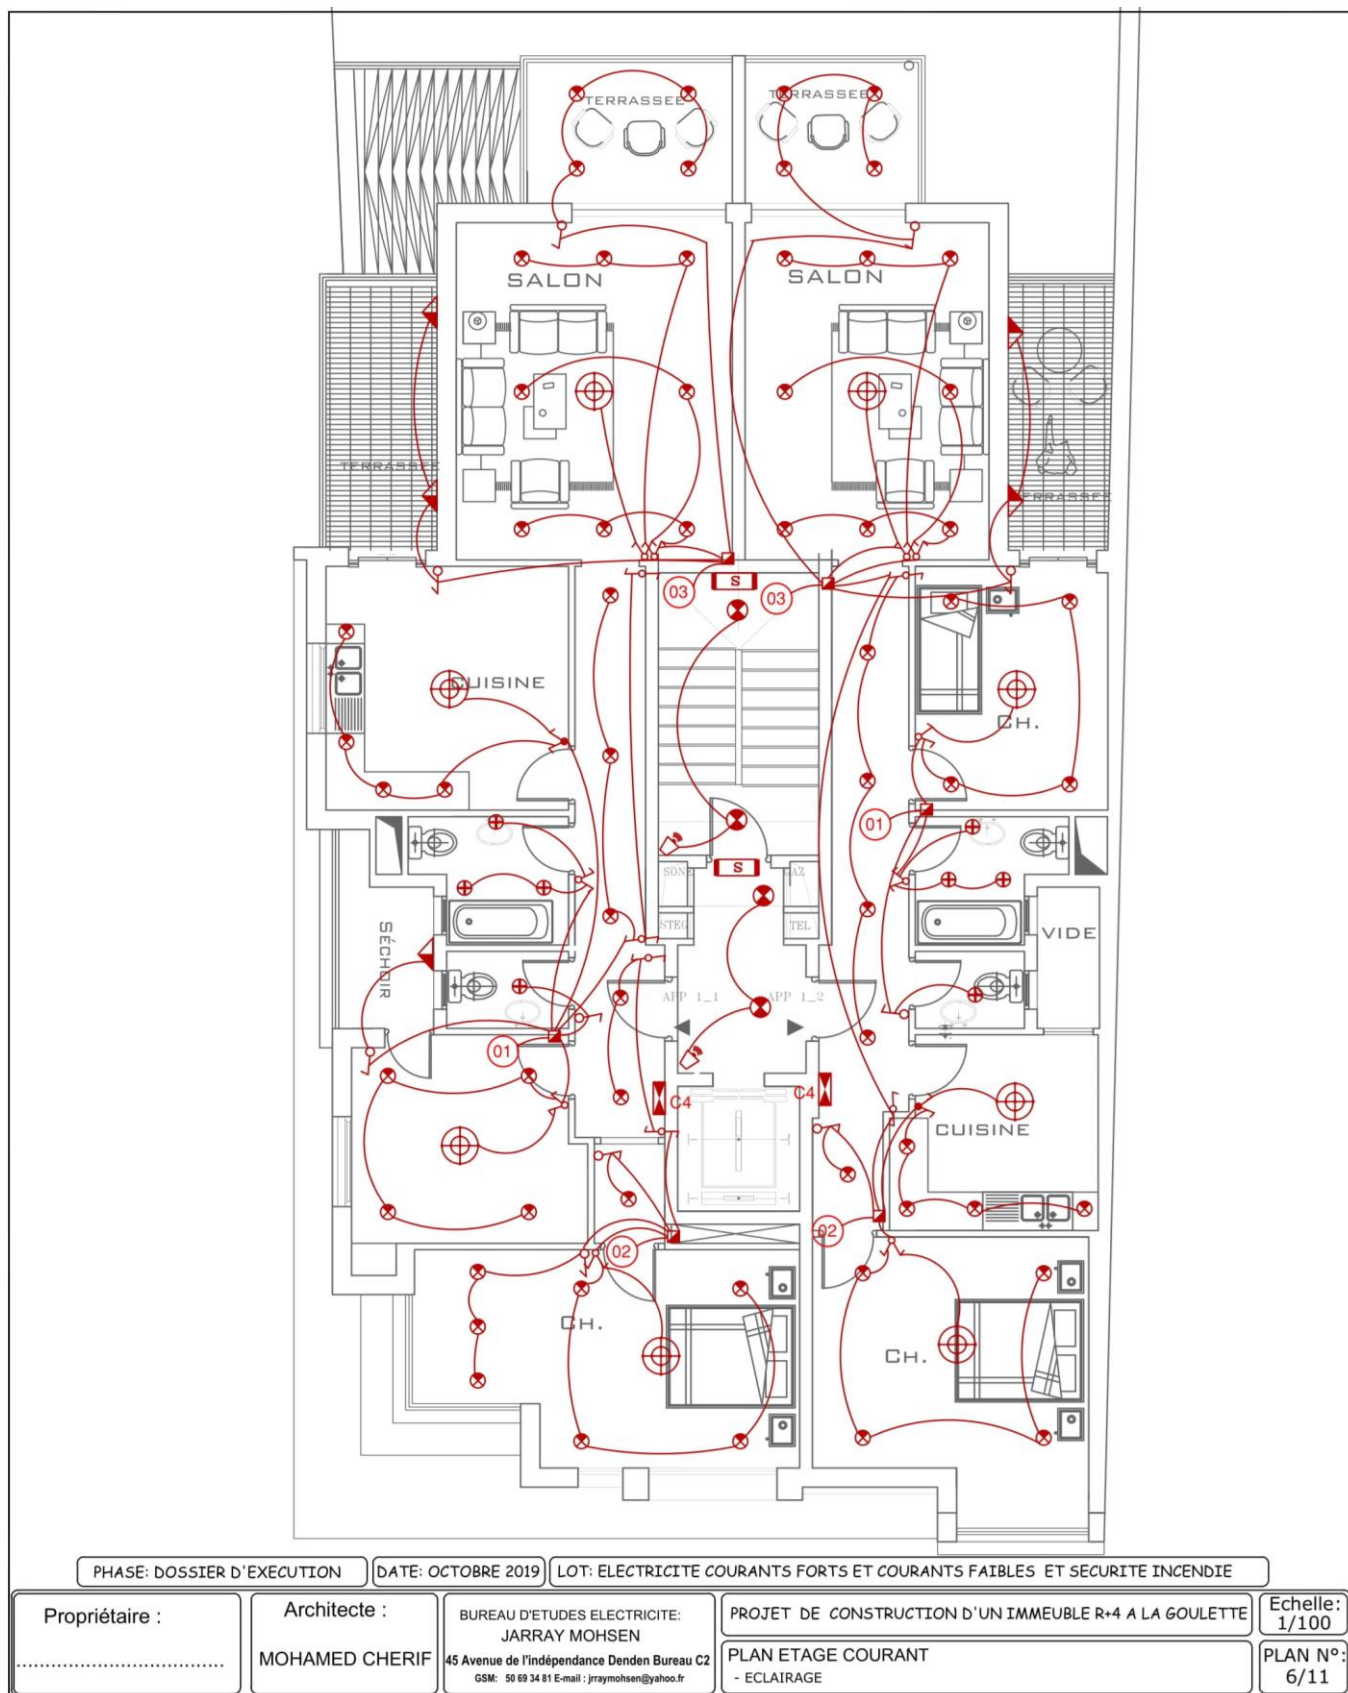 TERRASSEE
TERRASSEE
SALON
SALON
TERRASSEE
TERRASSEE
S
03
03
CUISINE
CH.
01
S
SONE
GAZ
STEG
TEL
SÉCHOIR
VIDE
APP 1_1
APP 1_2
01
C4
C4
CUISINE
02
02
CH.
CH.
PHASE: DOSSIER D'EXECUTION
DATE: OCTOBRE 2019
LOT: ELECTRICITE COURANTS FORTS ET COURANTS FAIBLES ET SECURITE INCENDIE
Propriétaire :
..................................
Architecte :
MOHAMED CHERIF
BUREAU D'ETUDES ELECTRICITE:
JARRAY MOHSEN
45 Avenue de l'indépendance Denden Bureau C2
GSM: 50 69 34 81 E-mail : jrraymohsen@yahoo.fr
PROJET DE CONSTRUCTION D'UN IMMEUBLE R+4 A LA GOULETTE
PLAN ETAGE COURANT
- ECLAIRAGE
Echelle:
1/100
PLAN N°:
6/11